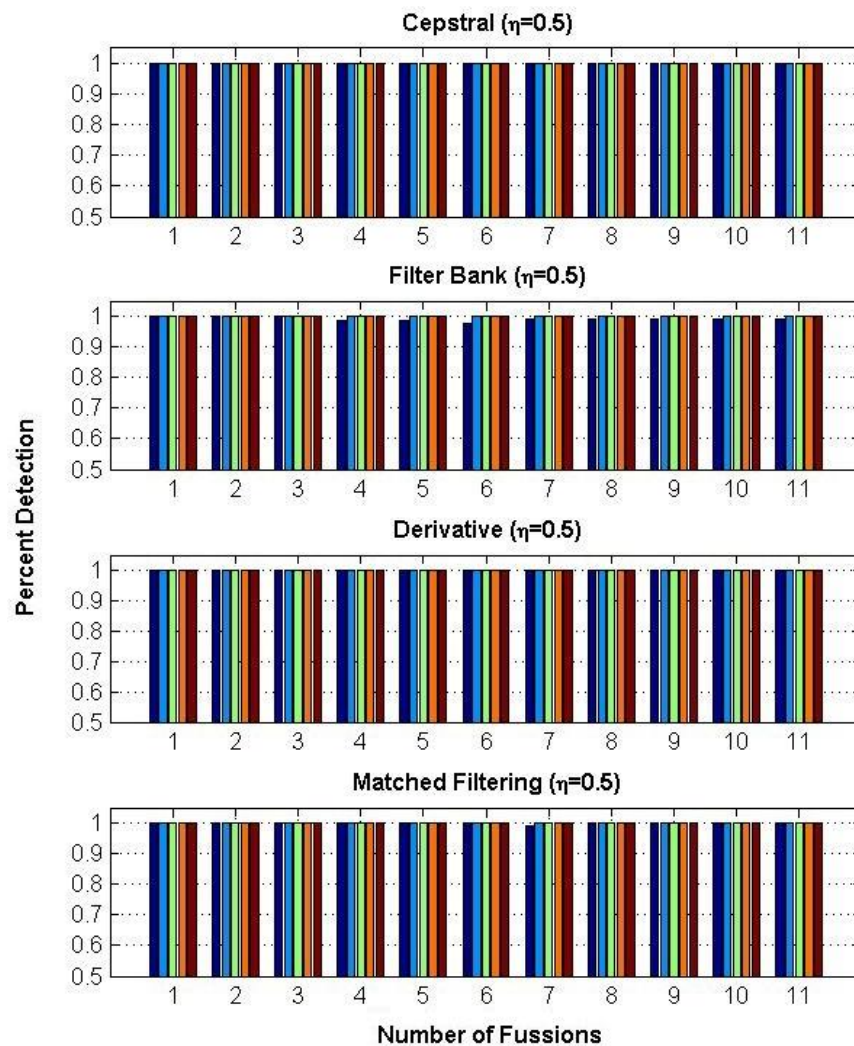 Cepstral (η=0.5)
1
0.9
0.8
0.7
0.6
0.5
1 2 3 4 5 6 7 8 9 10 11
Filter Bank (η=0.5)
1
0.9
0.8
0.7
0.6
0.5
1 2 3 4 5 6 7 8 9 10 11
Percent Detection
Derivative (η=0.5)
1
0.9
0.8
0.7
0.6
0.5
1 2 3 4 5 6 7 8 9 10 11
Matched Filtering (η=0.5)
1
0.9
0.8
0.7
0.6
0.5
1 2 3 4 5 6 7 8 9 10 11
Number of Fussions